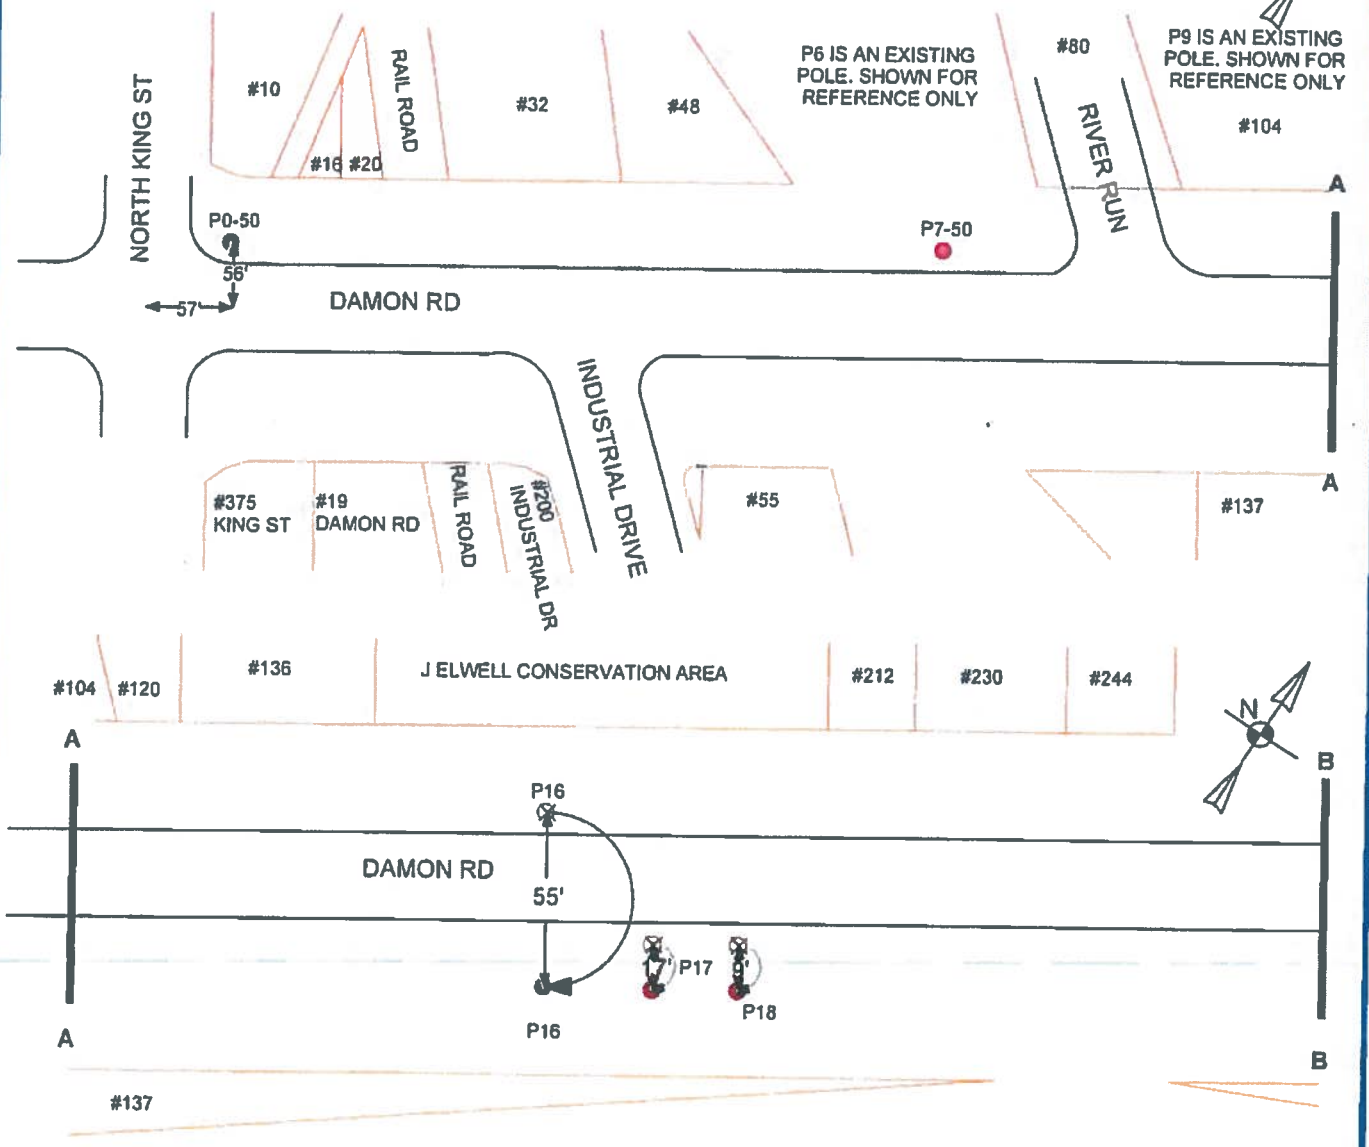 P6 IS AN EXISTING
POLE. SHOWN FOR
REFERENCE ONLY
P9 IS AN EXISTING
POLE. SHOWN FOR
REFERENCE ONLY
#10
#16
#20
RAIL ROAD
#32
#48
#80
#104
NORTH KING ST
RIVER RUN
A
P0-50
56'
57'
P7-50
DAMON RD
INDUSTRIAL DRIVE
#375
KING ST
#19
DAMON RD
RAIL ROAD
#200
INDUSTRIAL DR
#55
#137
A
#104
#120
#136
J ELWELL CONSERVATION AREA
#212
#230
#244
N
A
B
P16
DAMON RD
55'
17'
P17
9'
P18
P16
A
B
#137